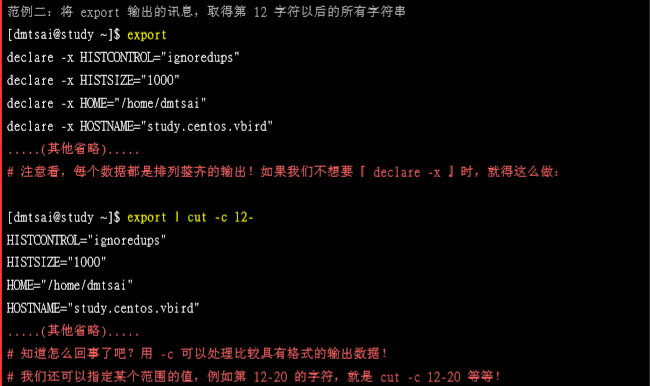 范例二：将 export 输出的讯息，取得第 12 字符以后的所有字符串
[dmtsai@study ~]$ export
declare -x HISTCONTROL="ignoredups"
declare -x HISTSIZE="1000"
declare -x HOME="/home/dmtsai"
declare -x HOSTNAME="study.centos.vbird"
.....(其他省略).....
# 注意看，每个数据都是排列整齐的输出！如果我们不想要『 declare -x 』时，就得这么做：
[dmtsai@study ~]$ export | cut -c 12-
HISTCONTROL="ignoredups"
HISTSIZE="1000"
HOME="/home/dmtsai"
HOSTNAME="study.centos.vbird"
.....(其他省略).....
# 知道怎么回事了吧？用 -c 可以处理比较具有格式的输出数据！
# 我们还可以指定某个范围的值，例如第 12-20 的字符，就是 cut -c 12-20 等等！